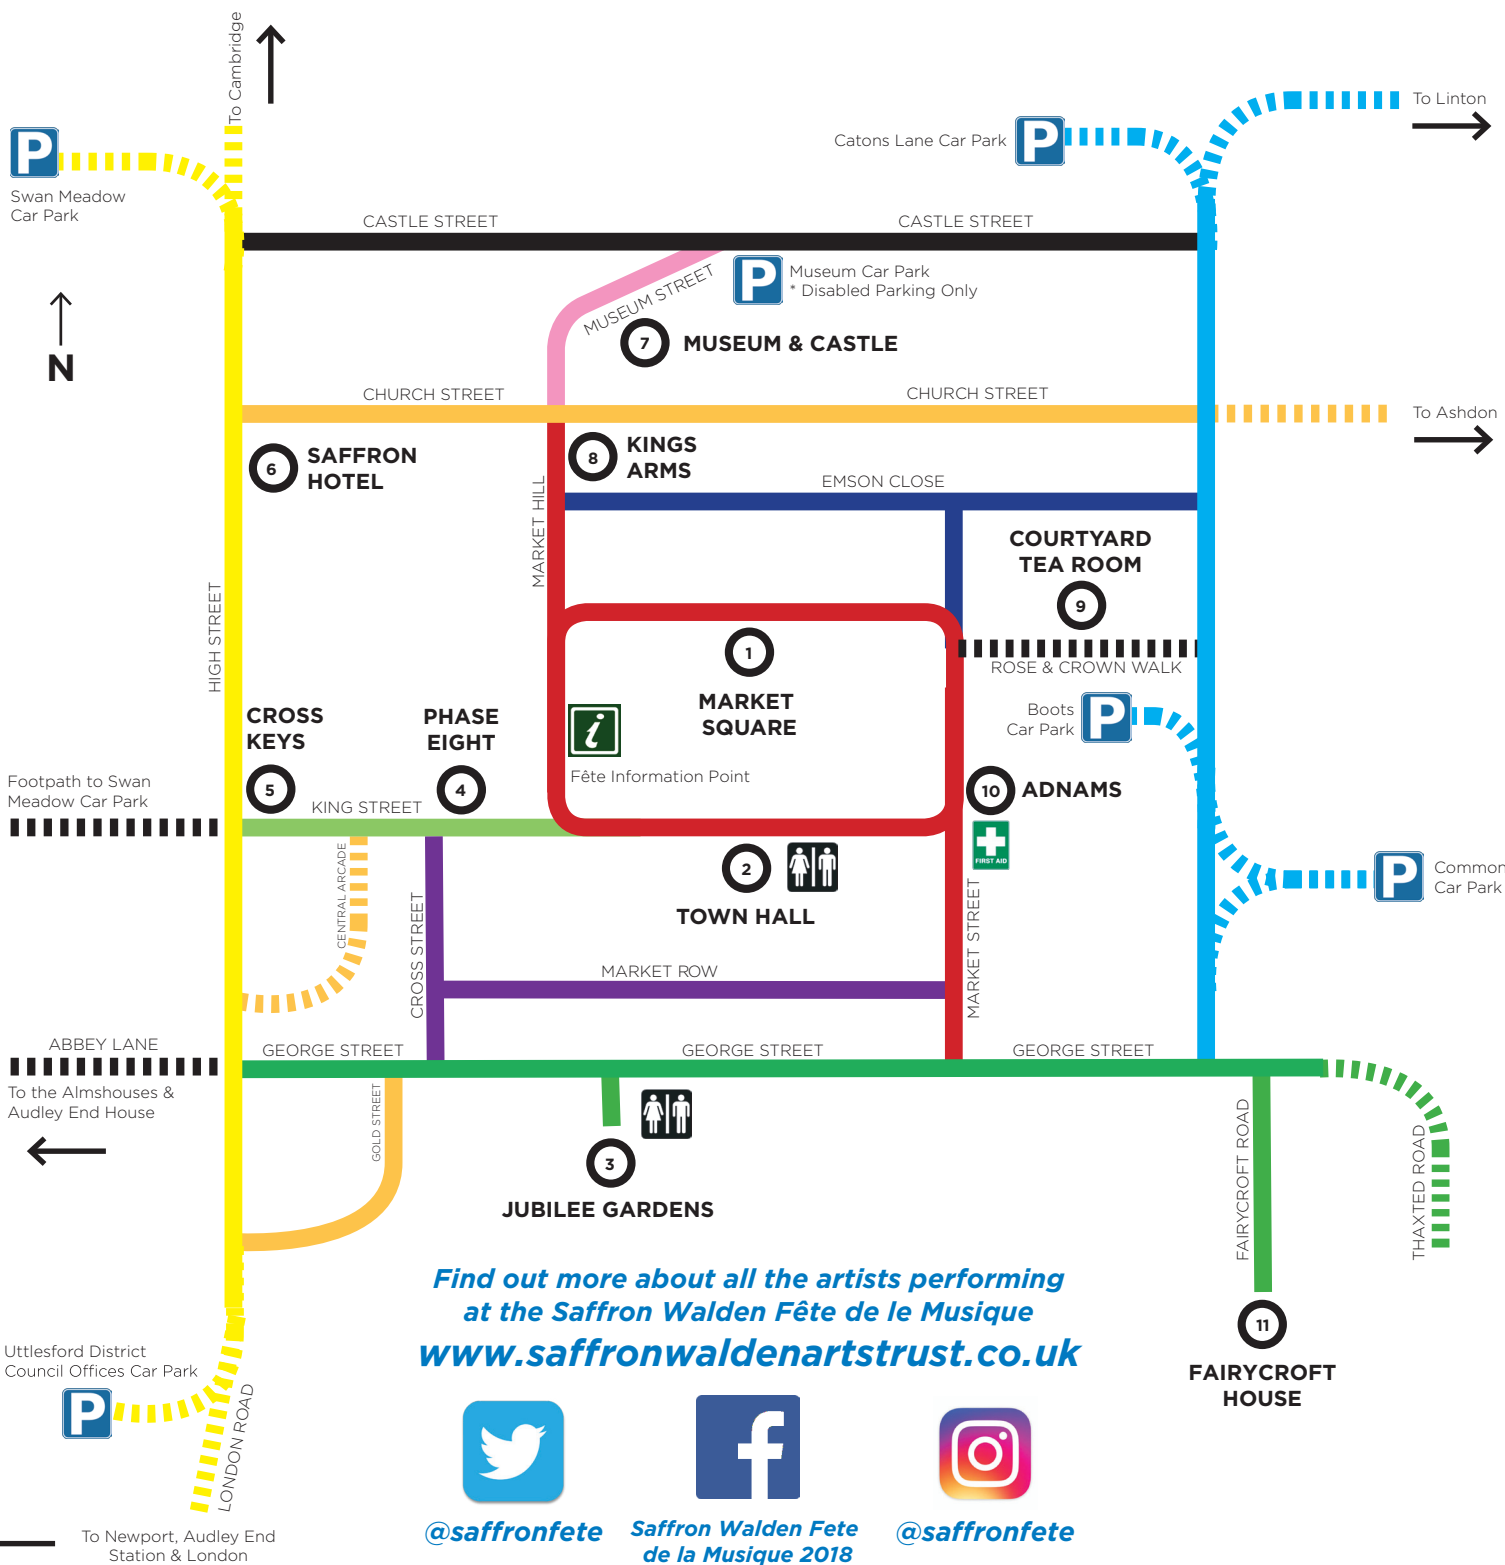 To Cambridge
To Linton
Catons Lane Car Park
P
P
Swan Meadow
Car Park
CASTLE STREET
CASTLE STREET
MUSEUM STREET
P
Museum Car Park
* Disabled Parking Only
N
7
MUSEUM & CASTLE
CHURCH STREET
CHURCH STREET
To Ashdon
6
SAFFRON
HOTEL
8
KINGS
ARMS
MARKET HILL
EMSON CLOSE
COURTYARD
TEA ROOM
9
HIGH STREET
1
MARKET
SQUARE
ROSE & CROWN WALK
Boots
Car Park
P
CROSS
KEYS
5
PHASE
EIGHT
4
i
Fête Information Point
10
ADNAMS
FIRST AID
Footpath to Swan
Meadow Car Park
KING STREET
CENTRAL ARCADE
CROSS STREET
2
TOWN HALL
MARKET STREET
P
Common
Car Park
MARKET ROW
ABBEY LANE
GEORGE STREET
GEORGE STREET
GEORGE STREET
To the Almshouses &
Audley End House
GOLD STREET
3
JUBILEE GARDENS
FAIRYCROFT ROAD
THAXTED ROAD
11
FAIRYCROFT
HOUSE
Find out more about all the artists performing
at the Saffron Walden Fête de le Musique
www.saffronwaldenartstrust.co.uk
Uttlesford District
Council Offices Car Park
P
LONDON ROAD
f
@saffronfete
Saffron Walden Fete
de la Musique 2018
@saffronfete
To Newport, Audley End
Station & London